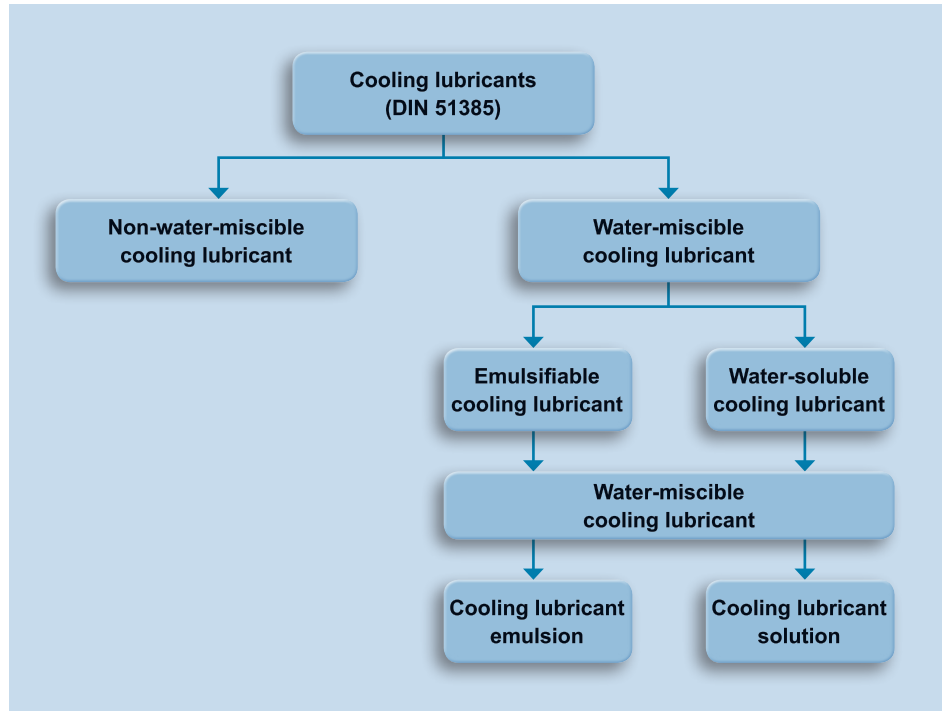 Cooling lubricants
(DIN 51385)
Non-water-miscible
cooling lubricant
Water-miscible
cooling lubricant
Emulsifiable
cooling lubricant
Water-soluble
cooling lubricant
Water-miscible
cooling lubricant
Cooling lubricant
emulsion
Cooling lubricant
solution